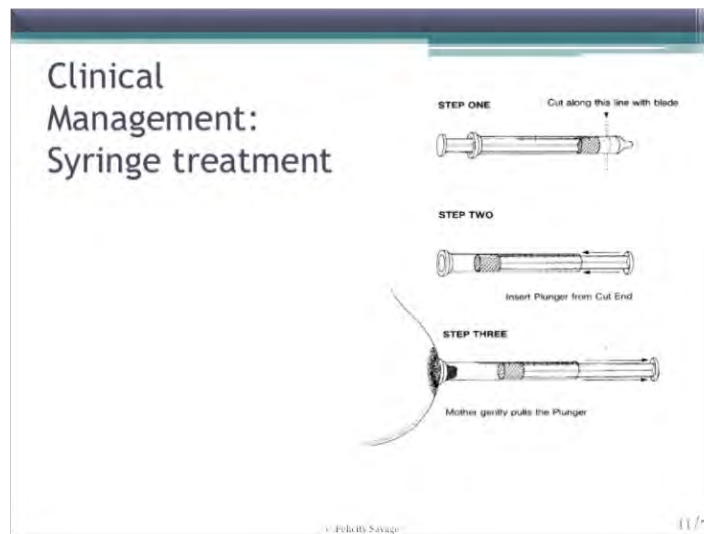 Clinical
Management:
Syringe treatment
STEP ONE
Cut along this line with blade
STEP TWO
Insert Plunger from Cut End
STEP THREE
Mother gently pulls the Plunger
Felicity Savage